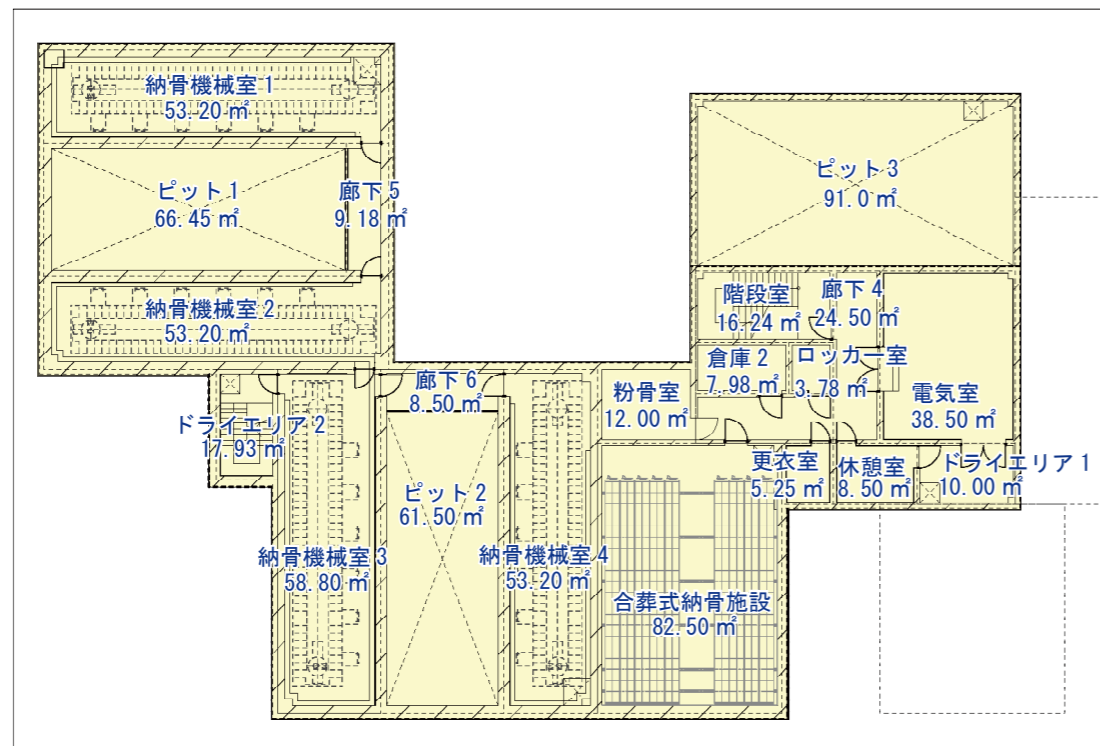 納骨機械室 1
53.20 ㎡
ピット 1
66.45 ㎡
廊下 5
9.18 ㎡
納骨機械室 2
53.20 ㎡
ピット 3
91.0 ㎡
階段室
16.24 ㎡
廊下 4
24.50 ㎡
倉庫 2
7.98 ㎡
ロッカー室
3.78 ㎡
電気室
38.50 ㎡
廊下 6
8.50 ㎡
粉骨室
12.00 ㎡
ドライエリア 2
17.93 ㎡
ピット 2
61.50 ㎡
更衣室
5.25 ㎡
休憩室
8.50 ㎡
ドライエリア 1
10.00 ㎡
納骨機械室 3
58.80 ㎡
納骨機械室 4
53.20 ㎡
合葬式納骨施設
82.50 ㎡